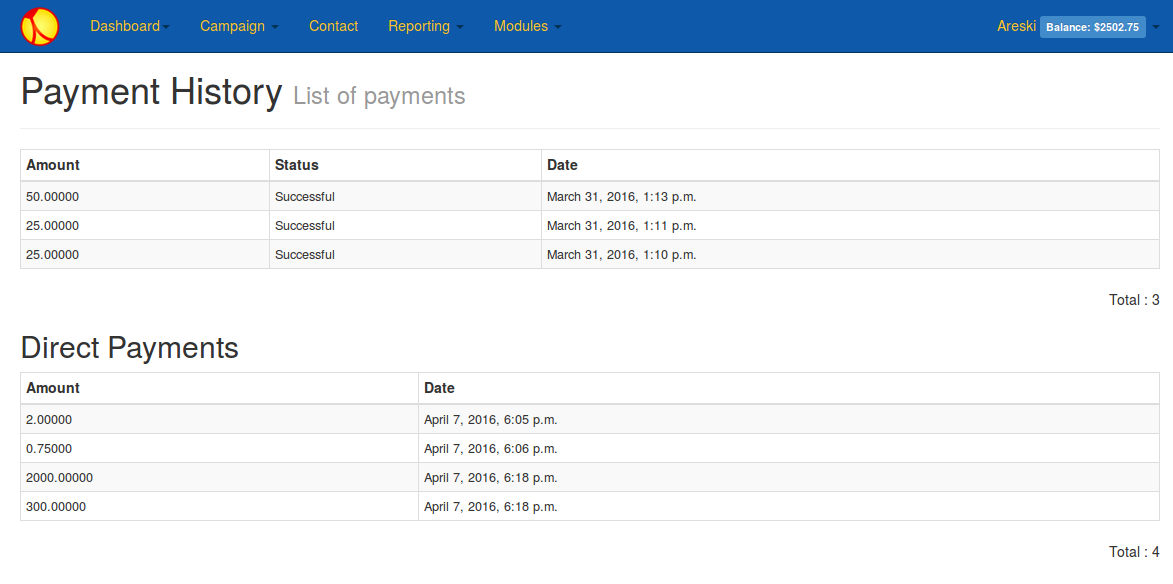 Dashboard Campaign Contact Reporting Modules Areski Balance: $2502.75
Payment History List of payments
Amount Status Date
50.00000 Successful March 31, 2016, 1:13 p.m.
25.00000 Successful March 31, 2016, 1:11 p.m.
25.00000 Successful March 31, 2016, 1:10 p.m.
Total : 3
Direct Payments
Amount Date
2.00000 April 7, 2016, 6:05 p.m.
0.75000 April 7, 2016, 6:06 p.m.
2000.00000 April 7, 2016, 6:18 p.m.
300.00000 April 7, 2016, 6:18 p.m.
Total : 4